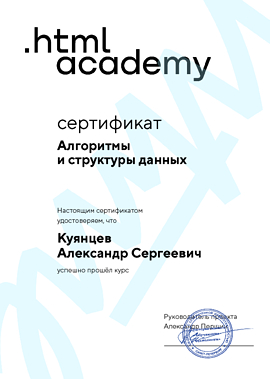 .html
academy
сертификат
Алгоритмы
и структуры данных
Настоящим сертификатом
удостоверяем, что
Куянцев
Александр Сергеевич
успешно прошёл курс
Руководитель проекта
Александр Першин